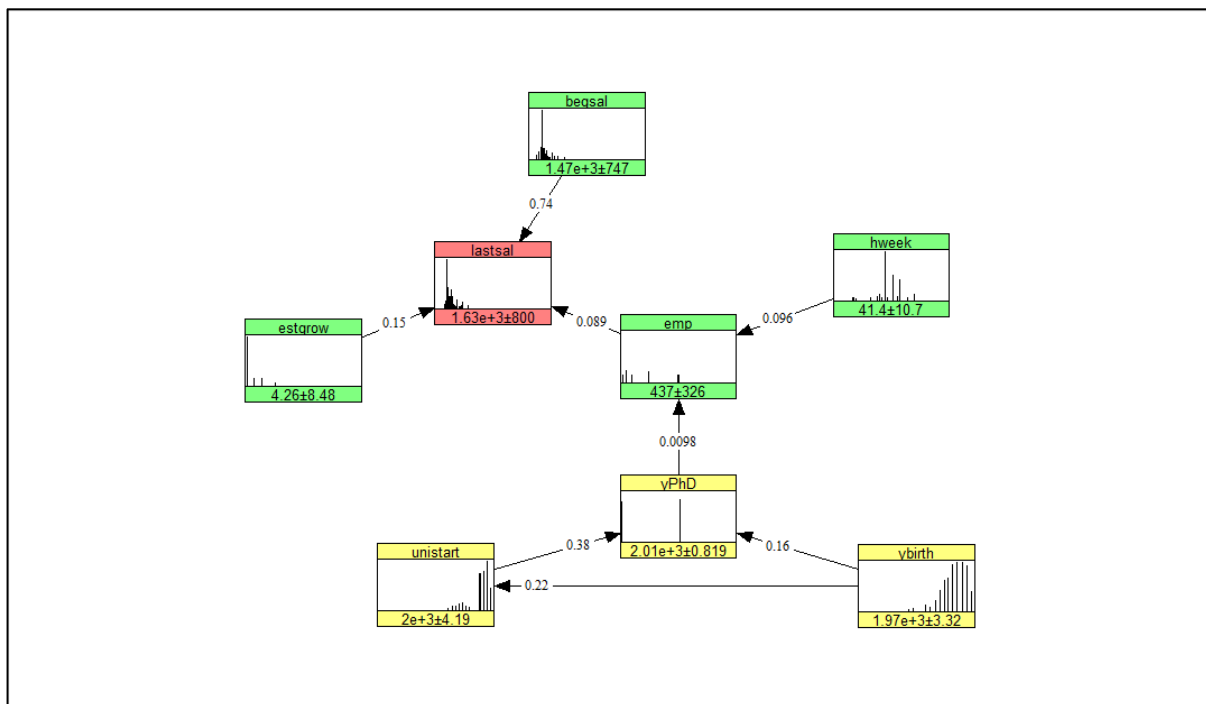 begsal
1.47e+3±747
0.74
lastsal
1.63e+3±800
hweek
41.4±10.7
estgrow
4.26±8.48
0.15
0.089
emp
437±326
0.096
0.0098
yPhD
2.01e+3±0.819
unistart
2e+3±4.19
0.38
0.16
ybirth
1.97e+3±3.32
0.22